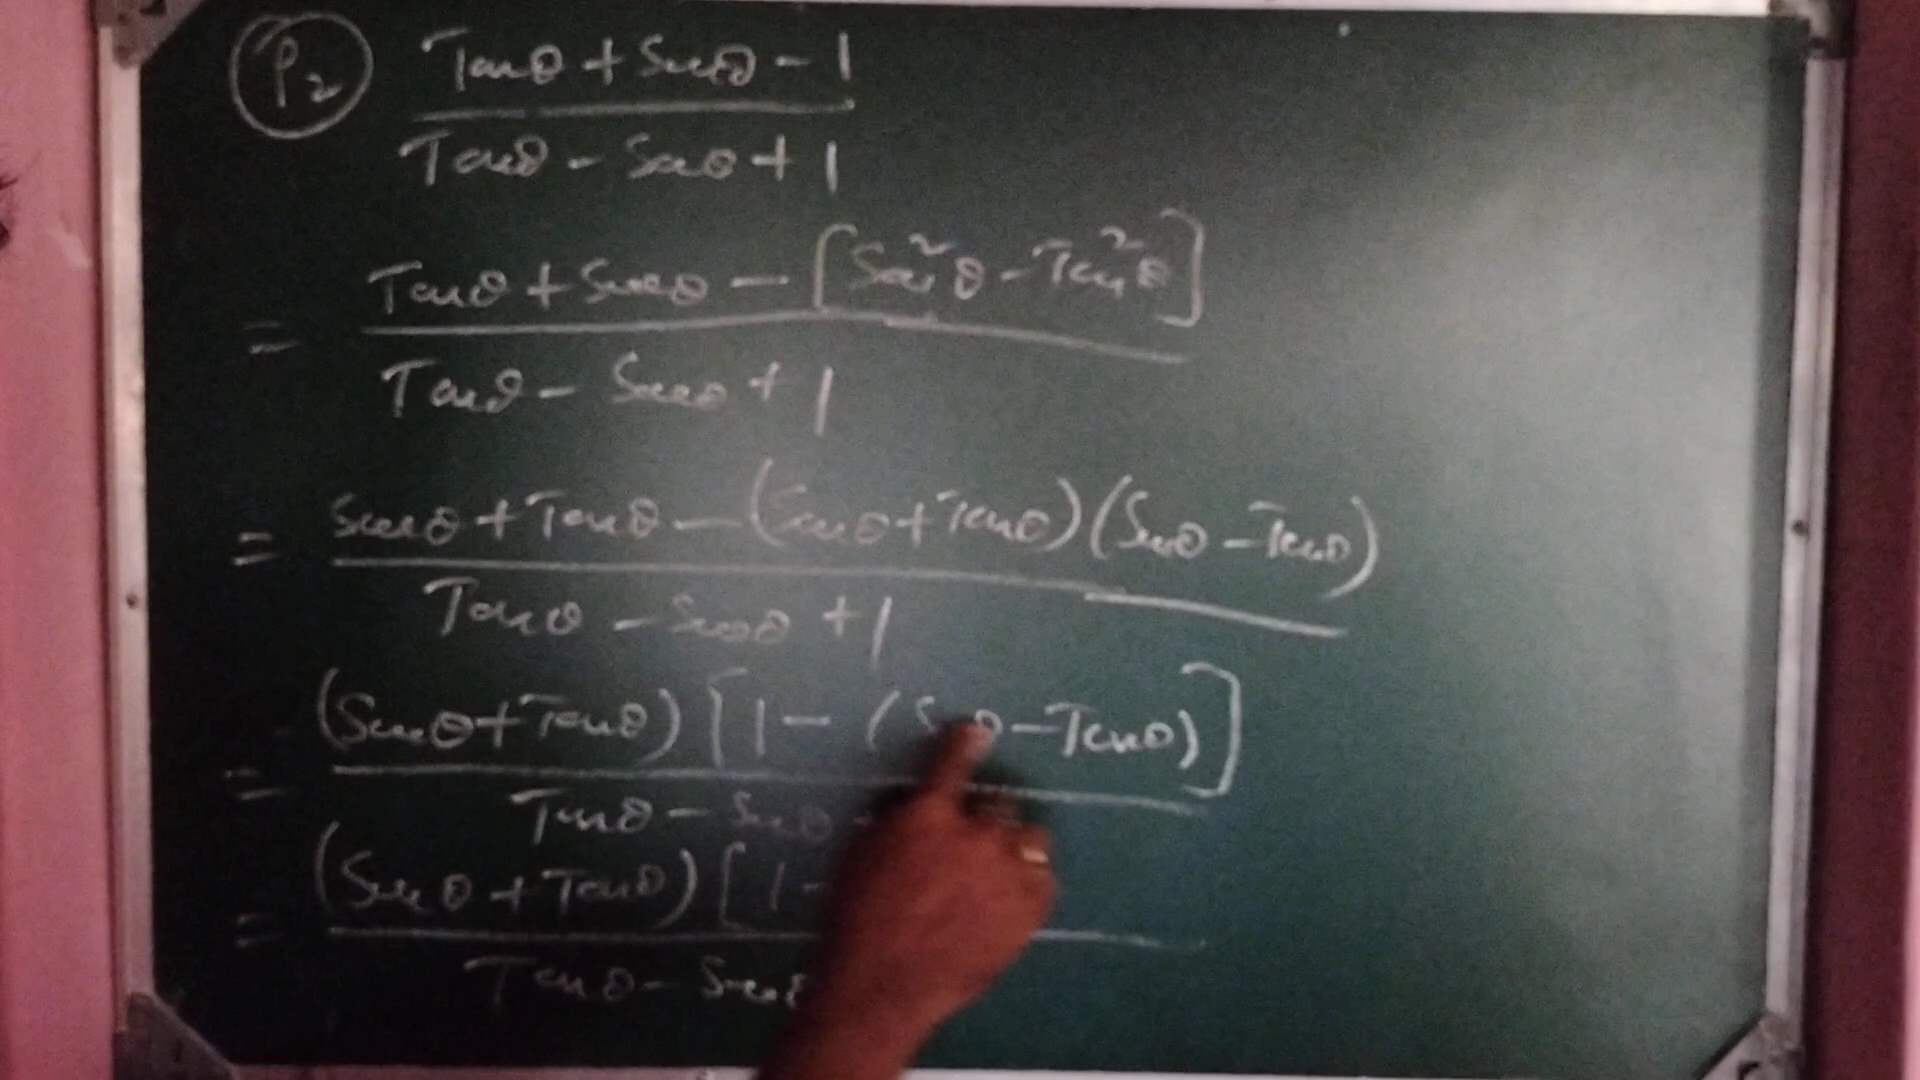 P2 Tanθ + Secθ - 1
Tanθ - Secθ + 1
= Tanθ + Secθ - [Sec²θ - Tan²θ]
Tanθ - Secθ + 1
= Secθ + Tanθ - (Secθ + Tanθ)(Secθ - Tanθ)
Tanθ - Secθ + 1
= (Secθ + Tanθ) [1 - (Secθ - Tanθ)]
Tanθ - Secθ
= (Secθ + Tanθ) [1 -
Tanθ - Secθ